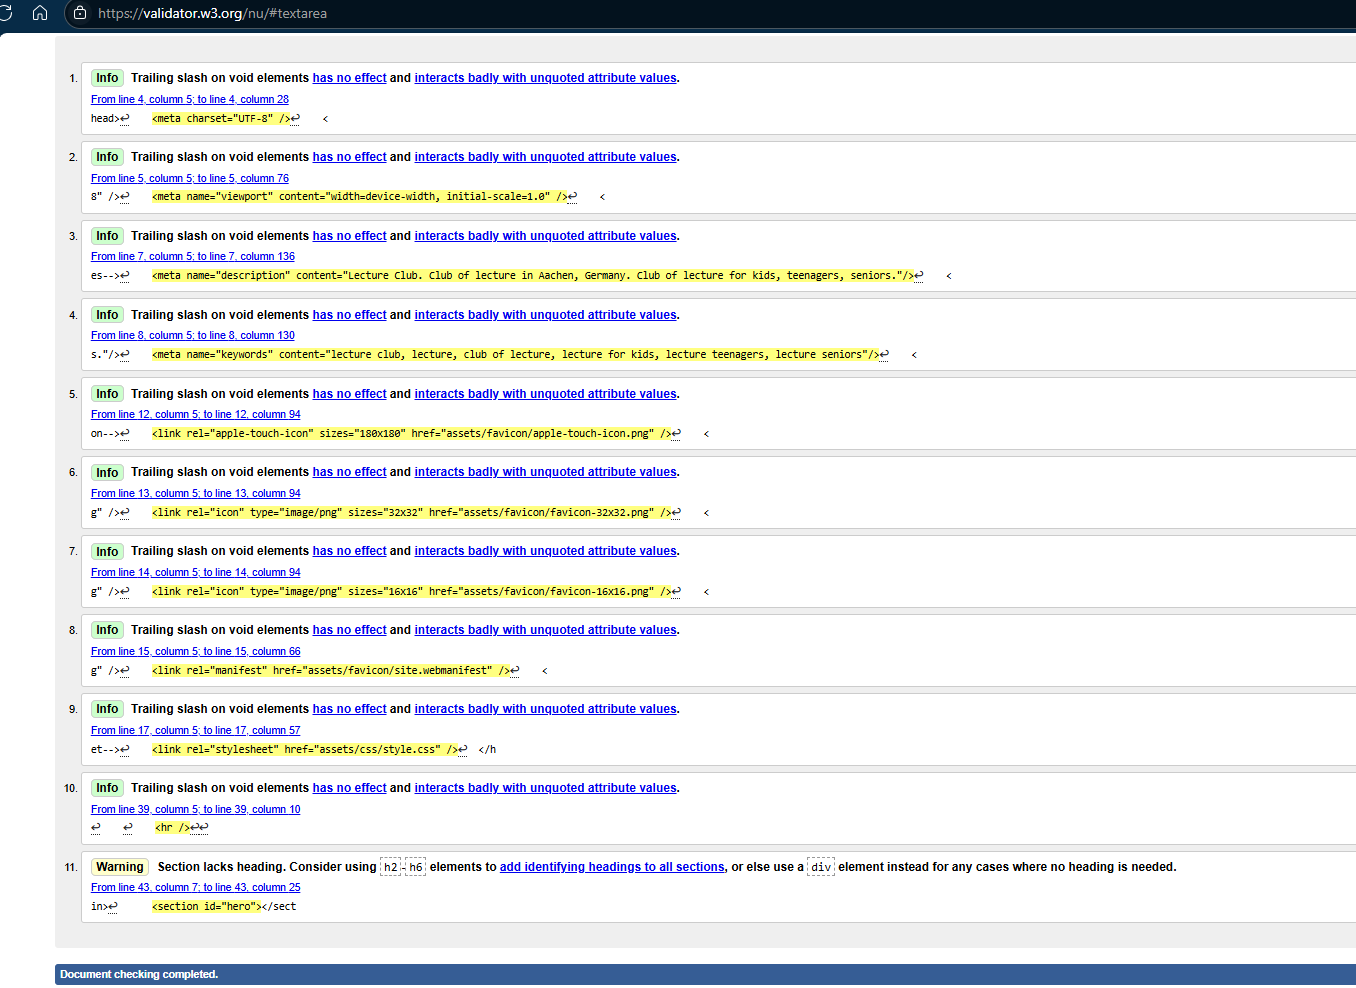 https://validator.w3.org/nu/#textarea
1. Info Trailing slash on void elements has no effect and interacts badly with unquoted attribute values.
From line 4, column 5; to line 4, column 28
head>↩ <meta charset="UTF-8" />↩ <
2. Info Trailing slash on void elements has no effect and interacts badly with unquoted attribute values.
From line 5, column 5; to line 5, column 76
8" />↩ <meta name="viewport" content="width=device-width, initial-scale=1.0" />↩ <
3. Info Trailing slash on void elements has no effect and interacts badly with unquoted attribute values.
From line 7, column 5; to line 7, column 136
es-->↩ <meta name="description" content="Lecture Club. Club of lecture in Aachen, Germany. Club of lecture for kids, teenagers, seniors."/>↩ <
4. Info Trailing slash on void elements has no effect and interacts badly with unquoted attribute values.
From line 8, column 5; to line 8, column 130
s."/>↩ <meta name="keywords" content="lecture club, lecture, club of lecture, lecture for kids, lecture teenagers, lecture seniors"/>↩ <
5. Info Trailing slash on void elements has no effect and interacts badly with unquoted attribute values.
From line 12, column 5; to line 12, column 94
on-->↩ <link rel="apple-touch-icon" sizes="180x180" href="assets/favicon/apple-touch-icon.png" />↩ <
6. Info Trailing slash on void elements has no effect and interacts badly with unquoted attribute values.
From line 13, column 5; to line 13, column 94
g" />↩ <link rel="icon" type="image/png" sizes="32x32" href="assets/favicon/favicon-32x32.png" />↩ <
7. Info Trailing slash on void elements has no effect and interacts badly with unquoted attribute values.
From line 14, column 5; to line 14, column 94
g" />↩ <link rel="icon" type="image/png" sizes="16x16" href="assets/favicon/favicon-16x16.png" />↩ <
8. Info Trailing slash on void elements has no effect and interacts badly with unquoted attribute values.
From line 15, column 5; to line 15, column 66
g" />↩ <link rel="manifest" href="assets/favicon/site.webmanifest" />↩ <
9. Info Trailing slash on void elements has no effect and interacts badly with unquoted attribute values.
From line 17, column 5; to line 17, column 57
et-->↩ <link rel="stylesheet" href="assets/css/style.css" />↩ </h
10. Info Trailing slash on void elements has no effect and interacts badly with unquoted attribute values.
From line 39, column 5; to line 39, column 10
↩ ↩ <hr />↩↩
11. Warning Section lacks heading. Consider using h2-h6 elements to add identifying headings to all sections, or else use a div element instead for any cases where no heading is needed.
From line 43, column 7; to line 43, column 25
in>↩ <section id="hero"></sect
Document checking completed.